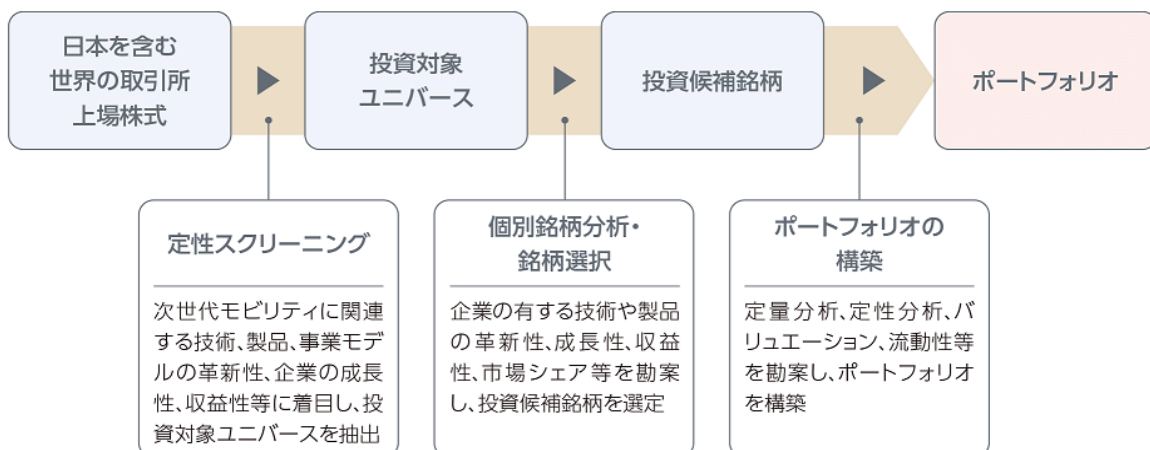 日本を含む
世界の取引所
上場株式
投資対象
ユニバース
投資候補銘柄
ポートフォリオ
定性スクリーニング
次世代モビリティに関連
する技術、製品、事業モデ
ルの革新性、企業の成長
性、収益性等に着目し、投
資対象ユニバースを抽出
個別銘柄分析・
銘柄選択
企業の有する技術や製品
の革新性、成長性、収益
性、市場シェア等を勘案
し、投資候補銘柄を選定
ポートフォリオの
構築
定量分析、定性分析、バ
リュエーション、流動性等
を勘案し、ポートフォリオ
を構築